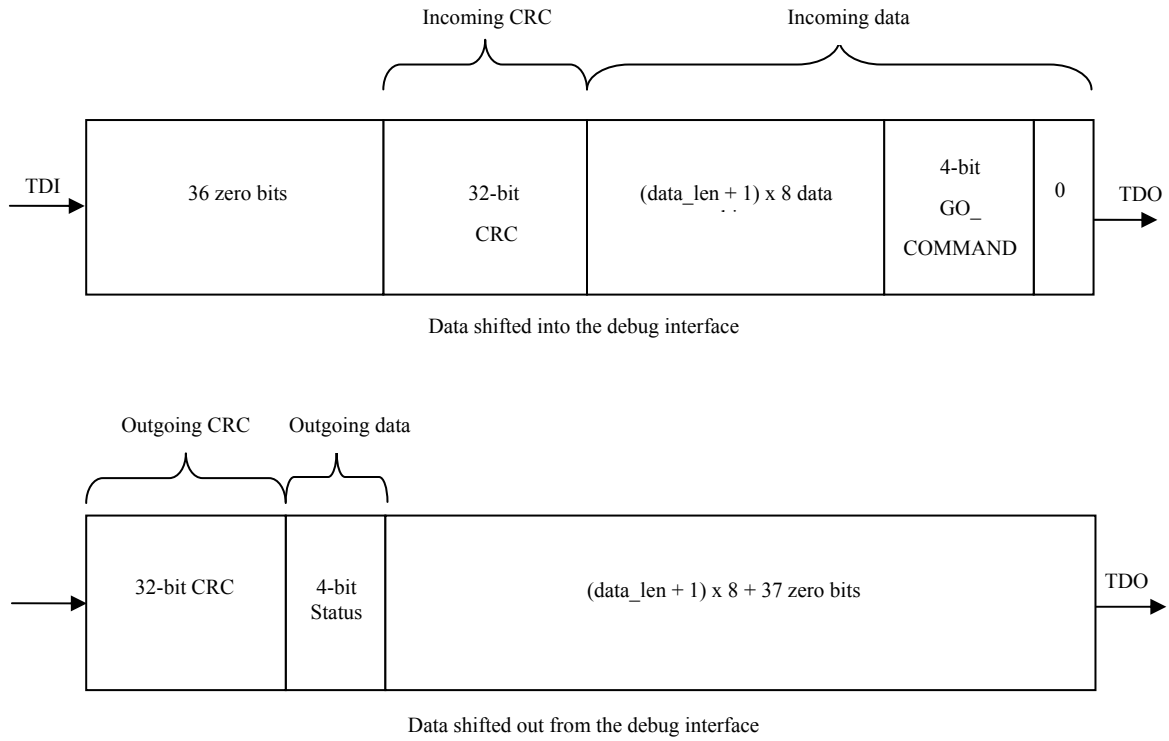 Incoming CRC
Incoming data
TDI
36 zero bits
32-bit
CRC
(data_len + 1) x 8 data
4-bit
GO_
COMMAND
0
TDO
Data shifted into the debug interface
Outgoing CRC
Outgoing data
32-bit CRC
4-bit
Status
(data_len + 1) x 8 + 37 zero bits
TDO
Data shifted out from the debug interface